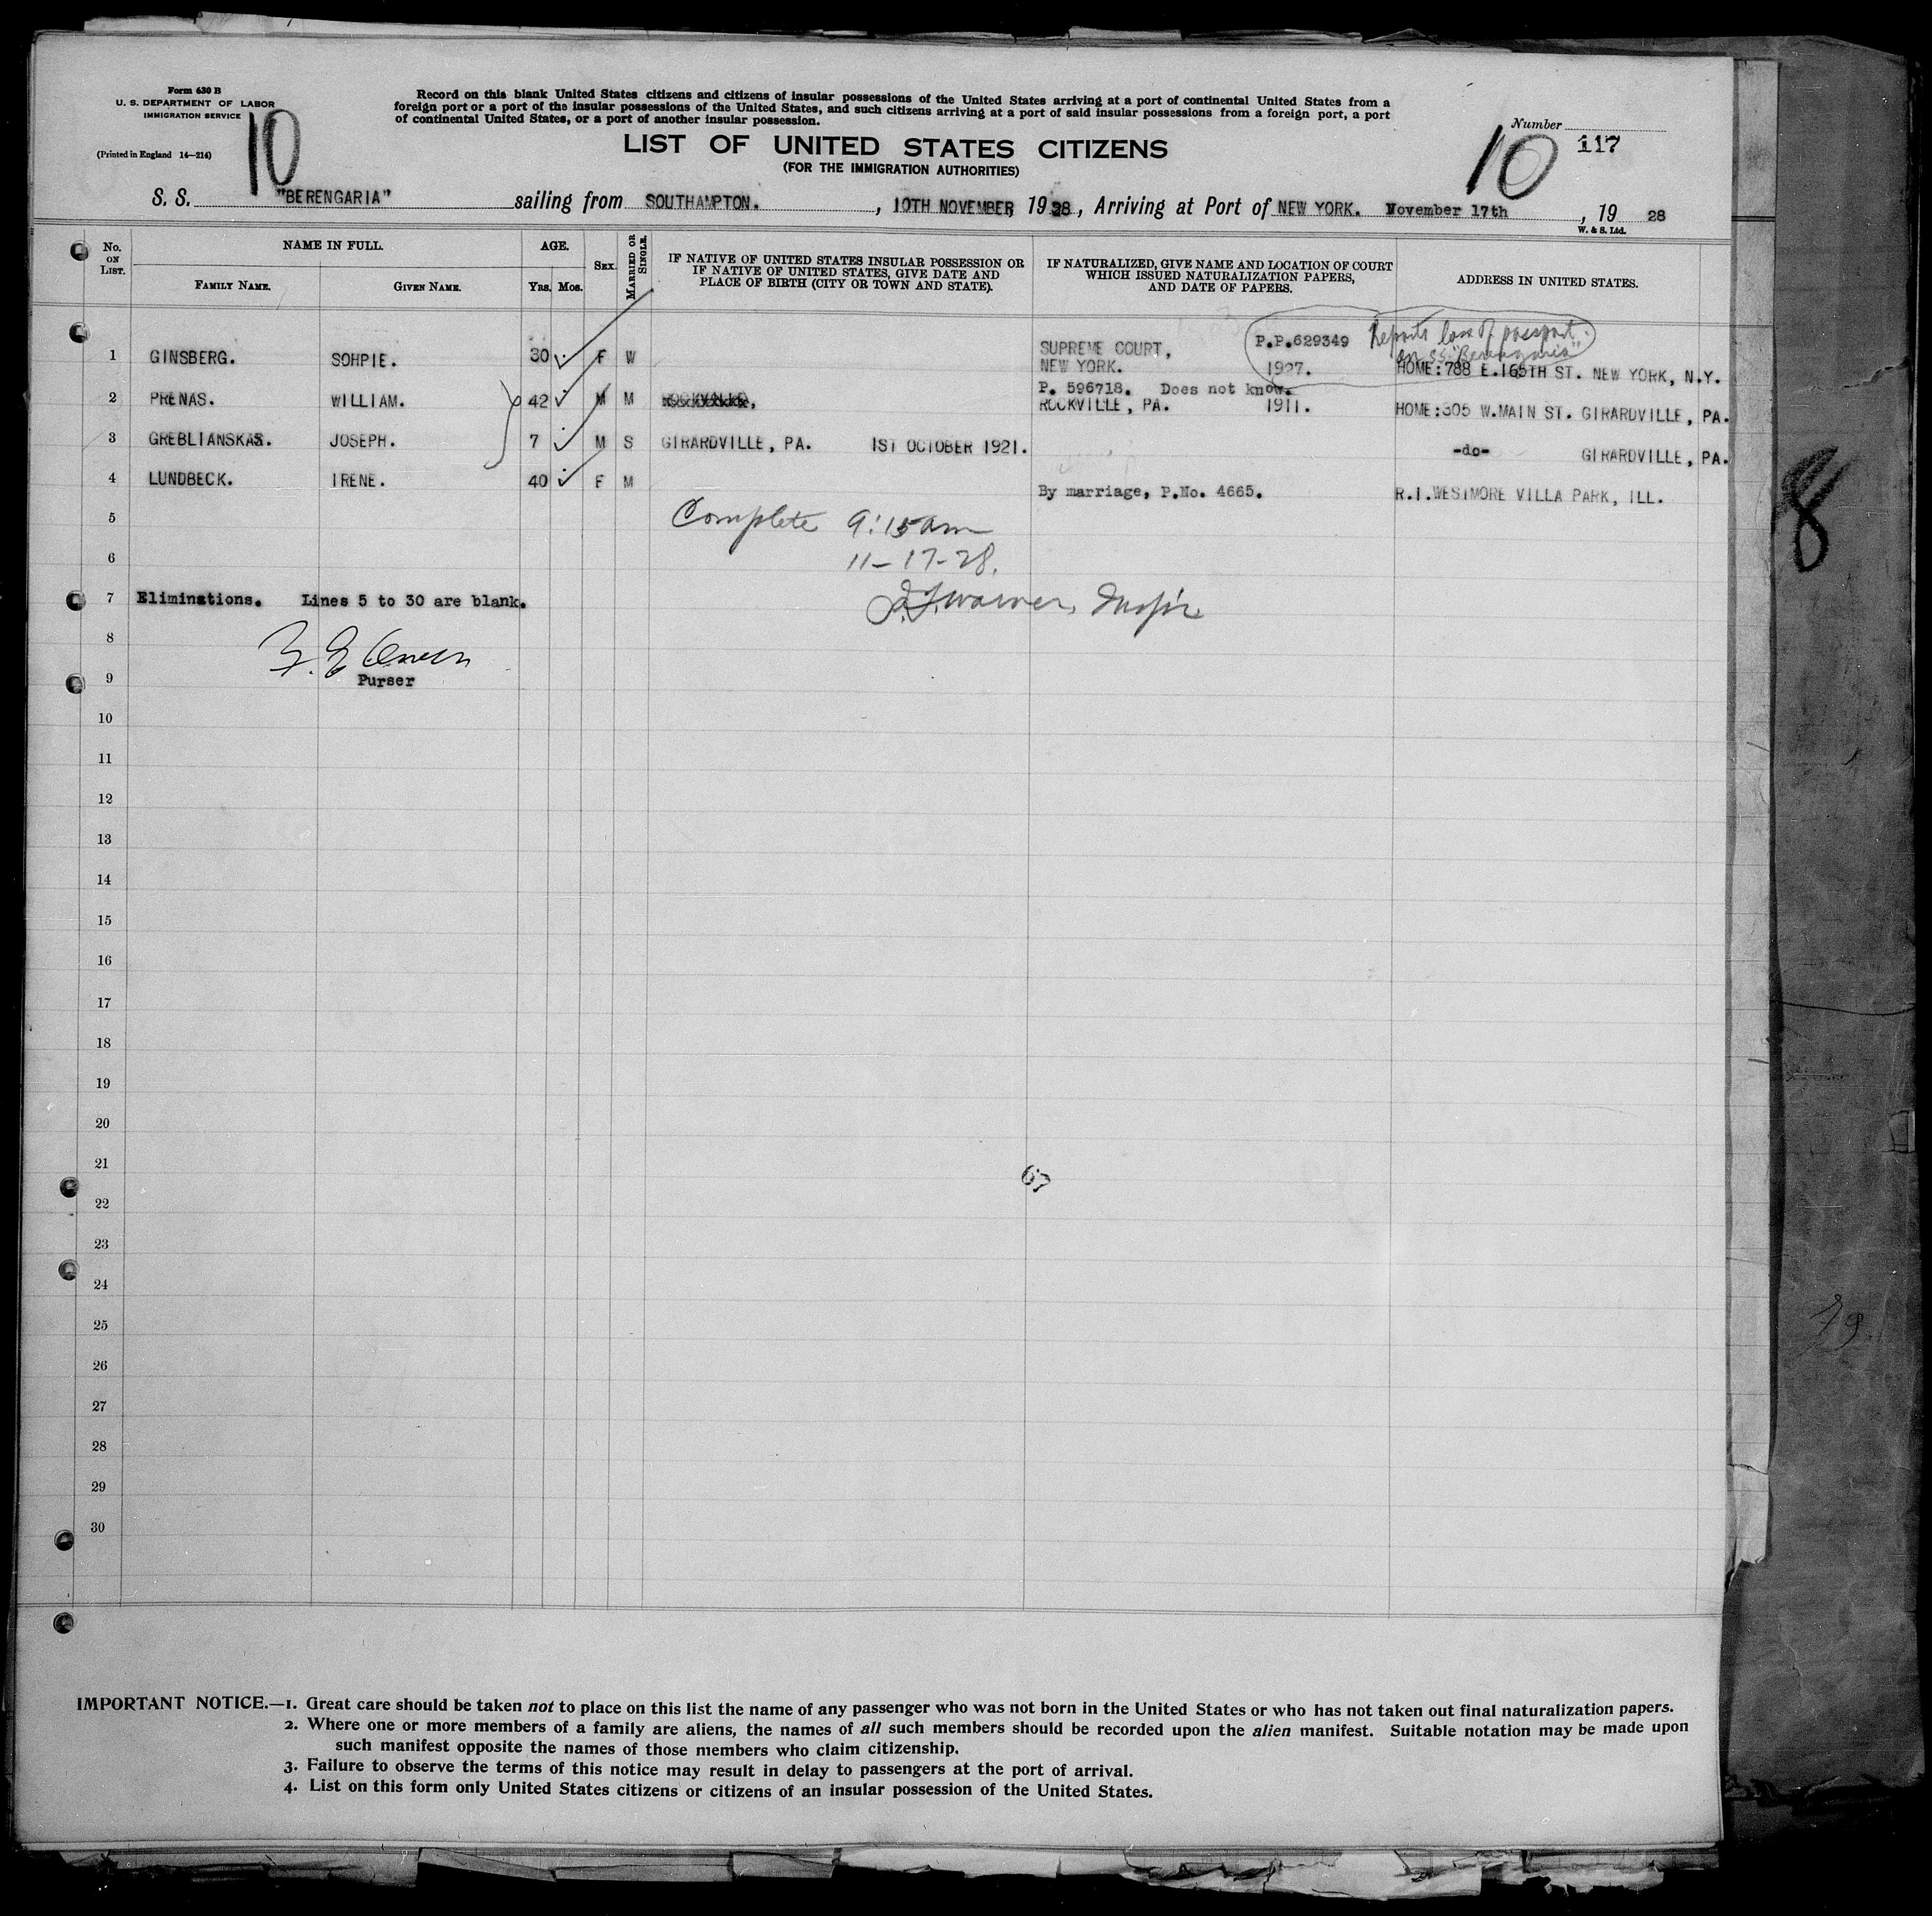 Form 630 B
U. S. DEPARTMENT OF LABOR
IMMIGRATION SERVICE
(Printed in England 14—214)
10
Record on this blank United States citizens and citizens of insular possessions of the United States arriving at a port of continental United States from a
foreign port or a port of the insular possessions of the United States, and such citizens arriving at a port of said insular possessions from a foreign port, a port
of continental United States, or a port of another insular possession.
LIST OF UNITED STATES CITIZENS
(FOR THE IMMIGRATION AUTHORITIES)
Number
117
10
S. S. "BERENGARIA" sailing from SOUTHAMPTON. , 10TH NOVEMBER, 1928, Arriving at Port of NEW YORK. November 17th , 19 28
W. & S. Ltd.
No. ON LIST. NAME IN FULL. AGE. SEX. MARRIED OR SINGLE. IF NATIVE OF UNITED STATES INSULAR POSSESSION OR IF NATIVE OF UNITED STATES, GIVE DATE AND PLACE OF BIRTH (CITY OR TOWN AND STATE). IF NATURALIZED, GIVE NAME AND LOCATION OF COURT WHICH ISSUED NATURALIZATION PAPERS, AND DATE OF PAPERS. ADDRESS IN UNITED STATES.
FAMILY NAME. GIVEN NAME. Yrs. Mos.
P.P.629349 Reports loss of passport
on SS. "Berengaria"
1 GINSBERG. SOHPIE. 30 F W SUPREME COURT, NEW YORK. 1927. HOME:788 E.165TH ST. NEW YORK, N.Y.
P. 596718. Does not know.
2 PRENAS. WILLIAM. 42 M M ROCKVILLE, ROCKVILLE, PA. 1911. HOME:305 W.MAIN ST. GIRARDVILLE, PA.
3 GREBLIANSKAS. JOSEPH. 7 M S GIRARDVILLE, PA. 1ST OCTOBER 1921. -do- GIRARDVILLE, PA.
4 LUNDBECK. IRENE. 40 F M By marriage, P.No. 4665. R.I.WESTMORE VILLA PARK, ILL.
5 Complete 9:15 am
6 11-17-28.
7 Eliminations. Lines 5 to 30 are blank. Warner, Insp'r
8
Purser
9
10
11
12
13
14
15
16
17
18
19
20
21
67
22
23
24
25
26
27
28
29
30
8
79.
IMPORTANT NOTICE.—1. Great care should be taken not to place on this list the name of any passenger who was not born in the United States or who has not taken out final naturalization papers.
2. Where one or more members of a family are aliens, the names of all such members should be recorded upon the alien manifest. Suitable notation may be made upon
such manifest opposite the names of those members who claim citizenship.
3. Failure to observe the terms of this notice may result in delay to passengers at the port of arrival.
4. List on this form only United States citizens or citizens of an insular possession of the United States.